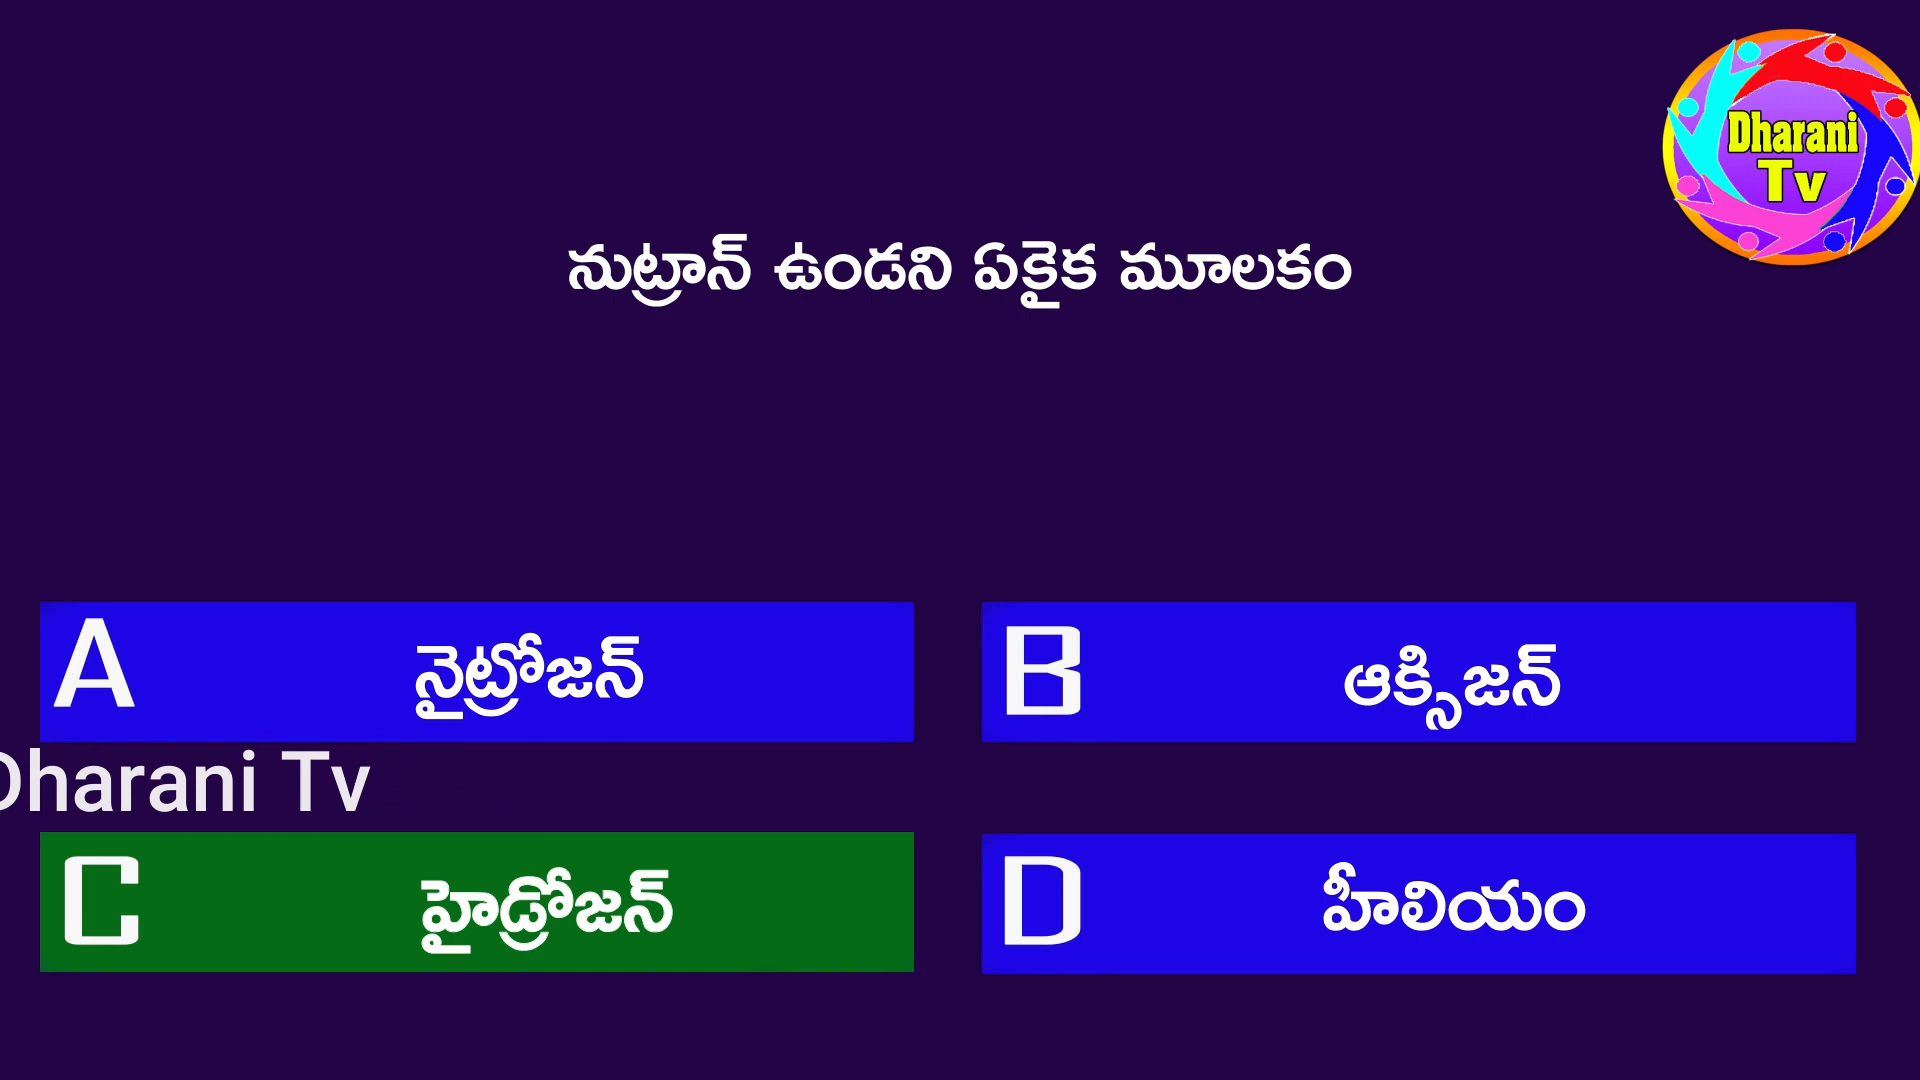 Dharani
Tv
నుట్రాన్ ఉండని ఏకైక మూలకం
A నైట్రోజన్
B ఆక్సిజన్
Dharani Tv
C హైడ్రోజన్
D హీలియం